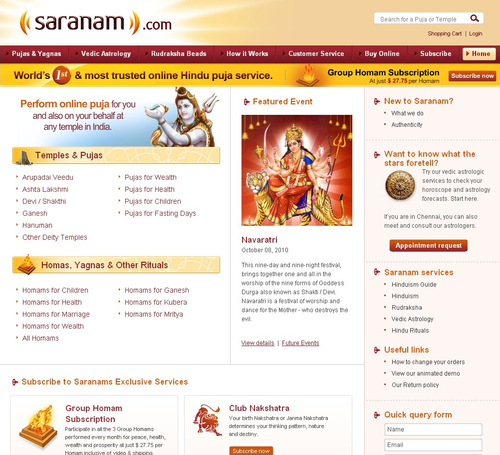 saranam .com
Search for a Puja or Temple
Shopping Cart | Login
Pujas & Yagnas
Vedic Astrology
Rudraksha Beads
How it Works
Customer Service
Buy Online
Subscribe
Home
World's 1st & most trusted online Hindu puja service.
Group Homam Subscription
At just $ 27.75 per Homam
Subscribe now
Perform online puja for you
and also on your behalf at
any temple in India.
Temples & Pujas
Arupadai Veedu
Ashta Lakshmi
Devi / Shakthi
Ganesh
Hanuman
Other Deity Temples
Pujas for Wealth
Pujas for Health
Pujas for Children
Pujas for Fasting Days
Homas, Yagnas & Other Rituals
Homams for Children
Homams for Health
Homams for Marriage
Homams for Wealth
All Homams
Homams for Ganesh
Homams for Kubera
Homams for Mritya
Featured Event
Navaratri
October 08, 2010
This nine-day and nine-night festival,
brings together one and all in the
worship of the nine forms of Goddess
Durga also known as Shakti / Devi.
Navaratri is a festival of worship and
dance for the Mother - who destroys the
evil.
View details | Future Events
New to Saranam?
What we do
Authenticity
Want to know what the
stars foretell?
Try our vedic astrologic
services to check your
horoscope and astrology
forecasts. Start here.
If you are in Chennai, you can also
meet and consult our astrologers.
Appointment request
Saranam services
Hinduism Guide
Hinduism
Rudraksha
Vedic Astrology
Hindu Rituals
Useful links
How to change your orders
View our animated demo
Our Return policy
Quick query form
Name
Email
Subscribe to Saranams Exclusive Services
Group Homam
Subscription
Participate in all the 3 Group Homams
performed every month for peace, health,
wealth and prosperity at just $ 27.75 per
Homam inclusive of video & shipping
Club Nakshatra
Your birth Nakshatra or Janma Nakshatra
determines your thinking pattern, nature
and destiny.
Subscribe now